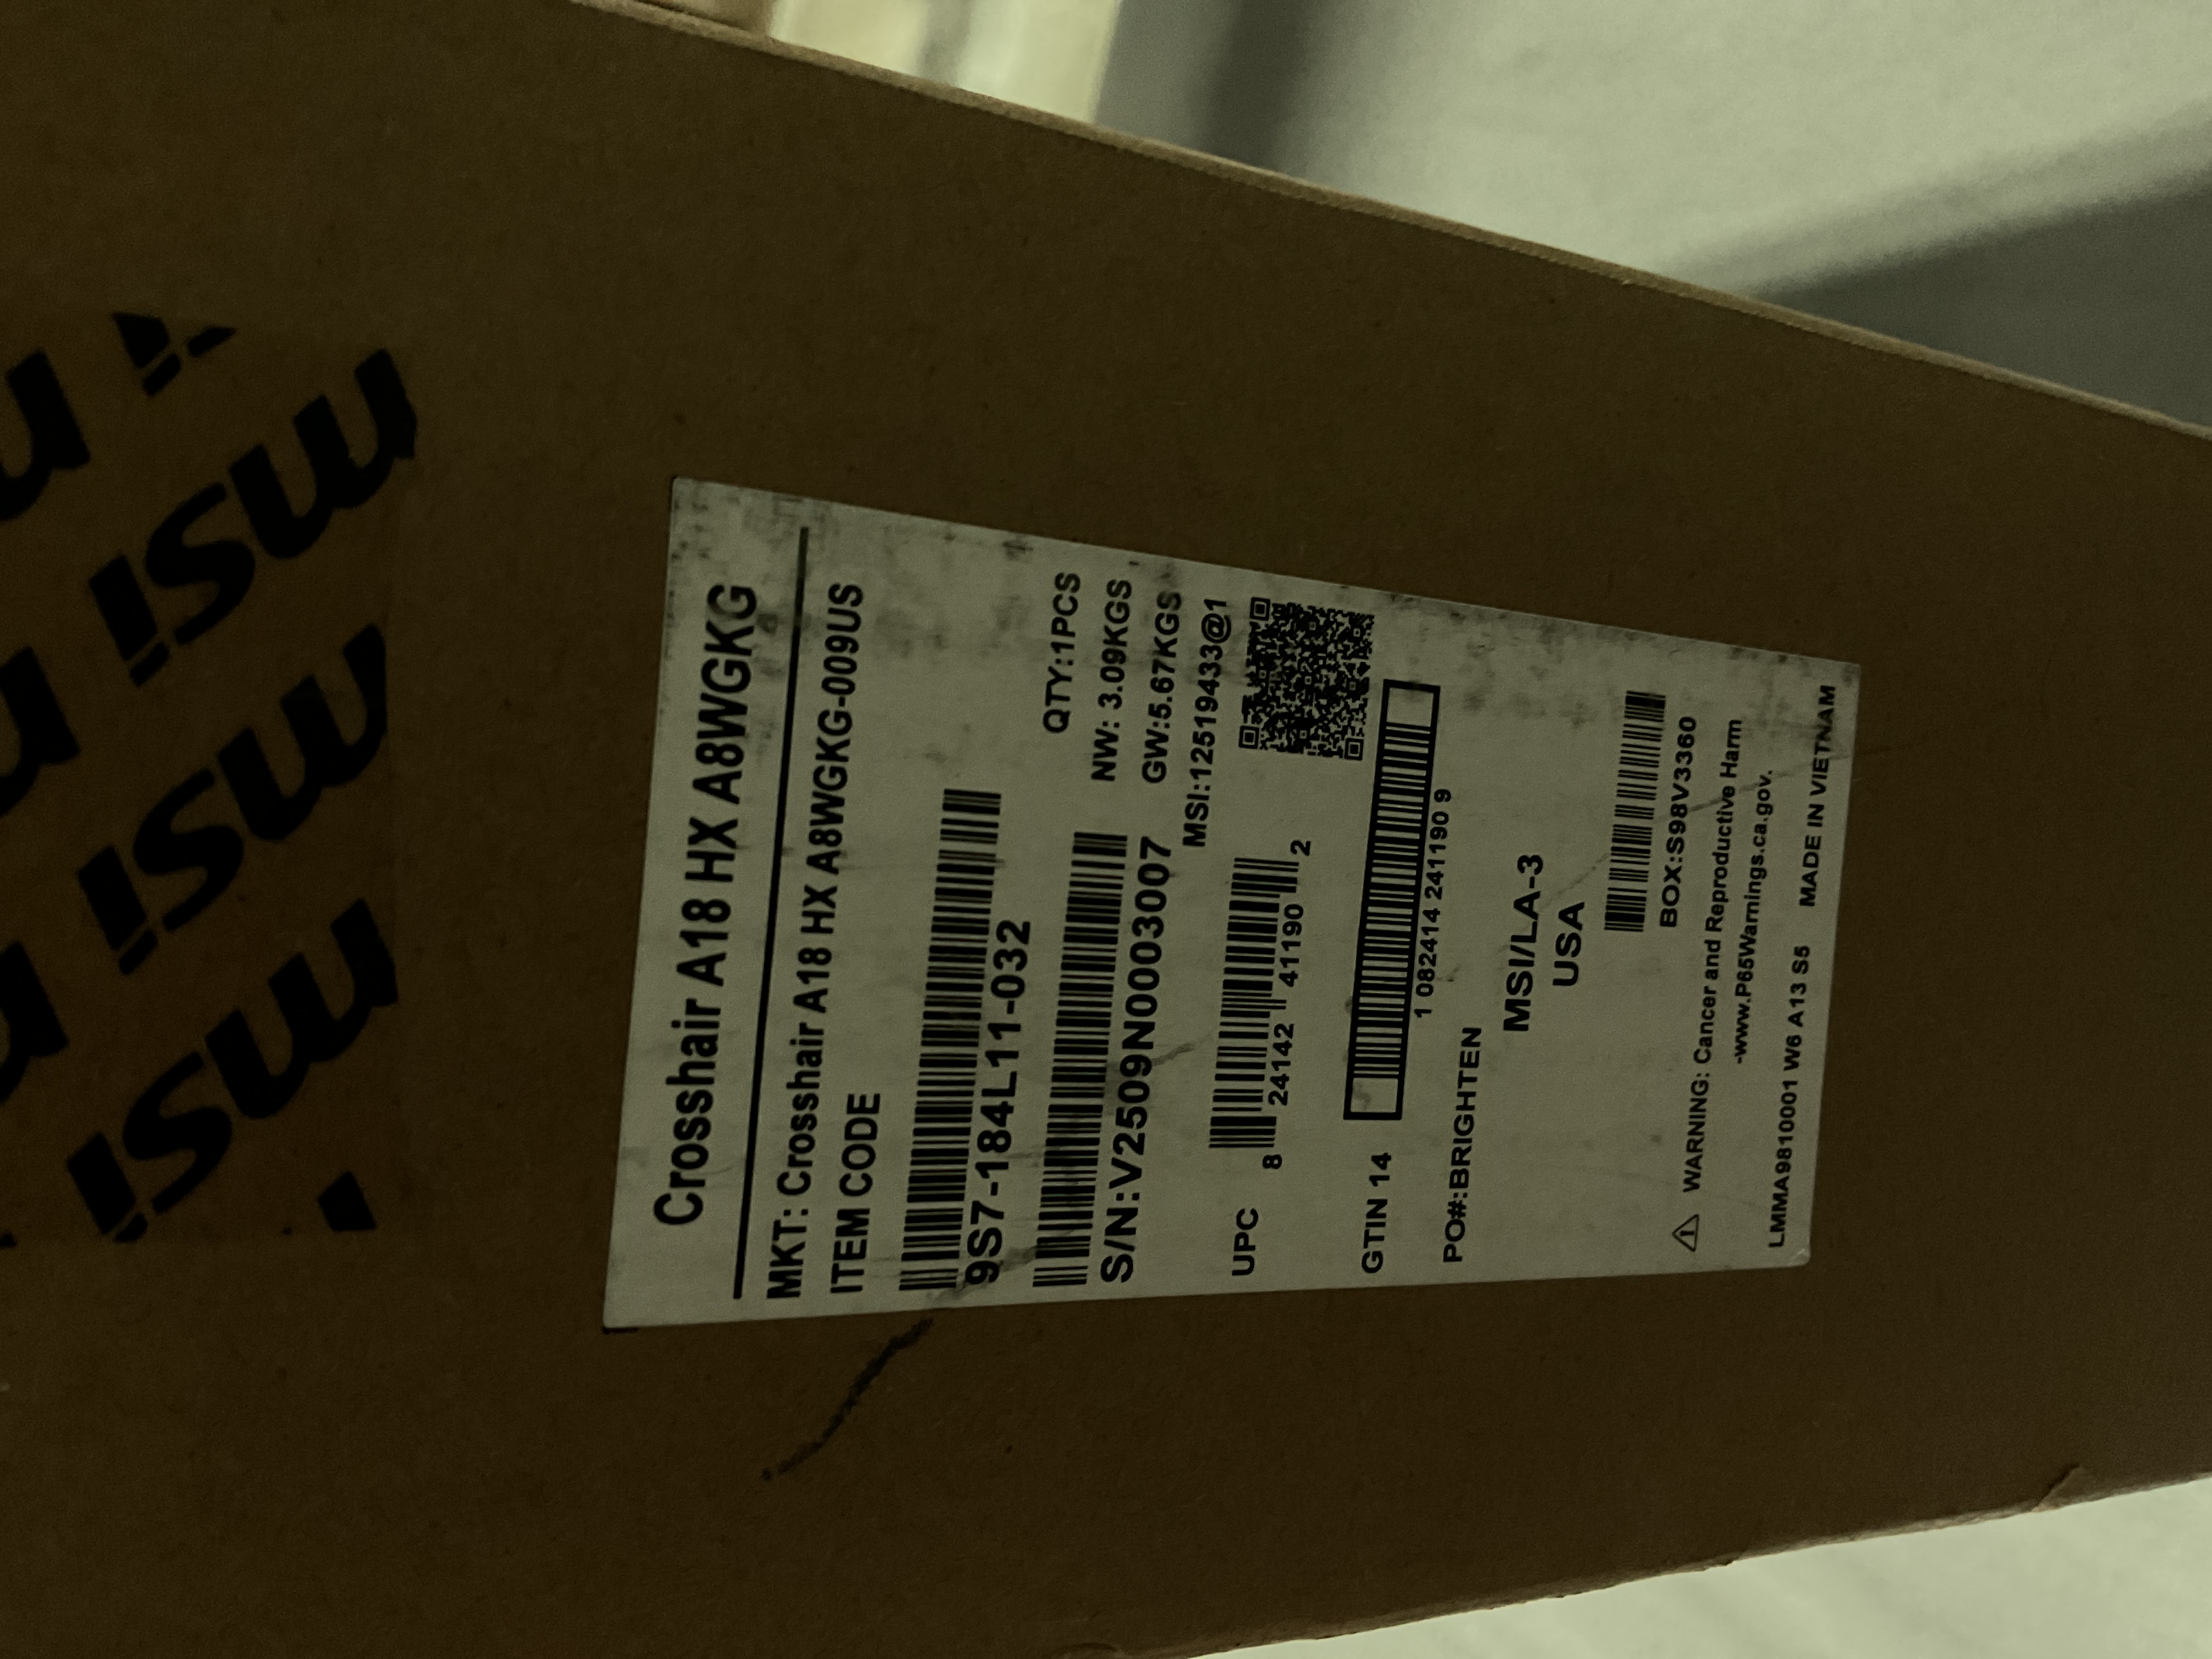 Crosshair A18 HX A8WGKG
MKT: Crosshair A18 HX A8WGKG-009US
ITEM CODE
9S7-184L11-032
QTY:1PCS
NW: 3.09KGS
S/N:V2509N0003007
GW:5.67KGS
MSI:12519433@1
UPC
8 24142 41190 2
GTIN 14
1 082414 241190 9
PO#:BRIGHTEN
MSI/LA-3
USA
BOX:S98V3360
WARNING: Cancer and Reproductive Harm
-www.P65Warnings.ca.gov.
LMMA9810001 W6 A13 S5 MADE IN VIETNAM
msi
msi
msi